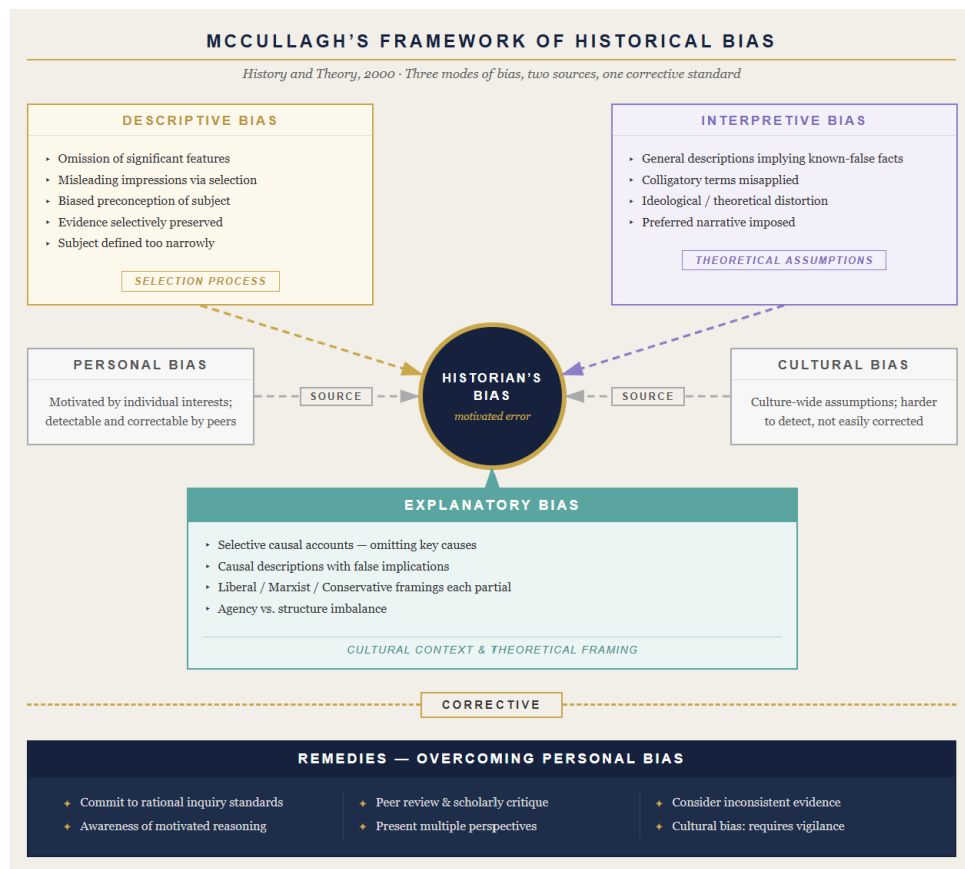 MCCULLAGH’S FRAMEWORK OF HISTORICAL BIAS
History and Theory, 2000 · Three modes of bias, two sources, one corrective standard
DESCRIPTIVE BIAS
‣ Omission of significant features
‣ Misleading impressions via selection
‣ Biased preconception of subject
‣ Evidence selectively preserved
‣ Subject defined too narrowly
SELECTION PROCESS
INTERPRETIVE BIAS
‣ General descriptions implying known-false facts
‣ Colligatory terms misapplied
‣ Ideological / theoretical distortion
‣ Preferred narrative imposed
THEORETICAL ASSUMPTIONS
PERSONAL BIAS
Motivated by individual interests;
detectable and correctable by peers
SOURCE
HISTORIAN’S
BIAS
motivated error
SOURCE
CULTURAL BIAS
Culture-wide assumptions; harder
to detect, not easily corrected
EXPLANATORY BIAS
‣ Selective causal accounts — omitting key causes
‣ Causal descriptions with false implications
‣ Liberal / Marxist / Conservative framings each partial
‣ Agency vs. structure imbalance
CULTURAL CONTEXT & THEORETICAL FRAMING
CORRECTIVE
REMEDIES — OVERCOMING PERSONAL BIAS
✦ Commit to rational inquiry standards
✦ Awareness of motivated reasoning
✦ Peer review & scholarly critique
✦ Present multiple perspectives
✦ Consider inconsistent evidence
✦ Cultural bias: requires vigilance